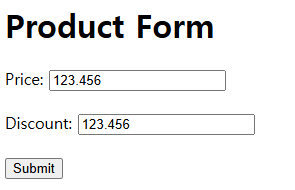 Product Form
Price: 123.456
Discount: 123.456
Submit